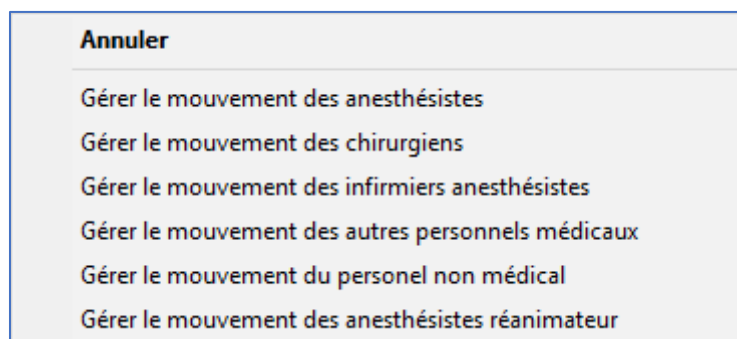 Annuler
Gérer le mouvement des anesthésistes
Gérer le mouvement des chirurgiens
Gérer le mouvement des infirmiers anesthésistes
Gérer le mouvement des autres personnels médicaux
Gérer le mouvement du personel non médical
Gérer le mouvement des anesthésistes réanimateur